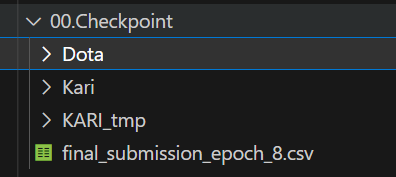 00.Checkpoint
Dota
Kari
KARI_tmp
final_submission_epoch_8.csv